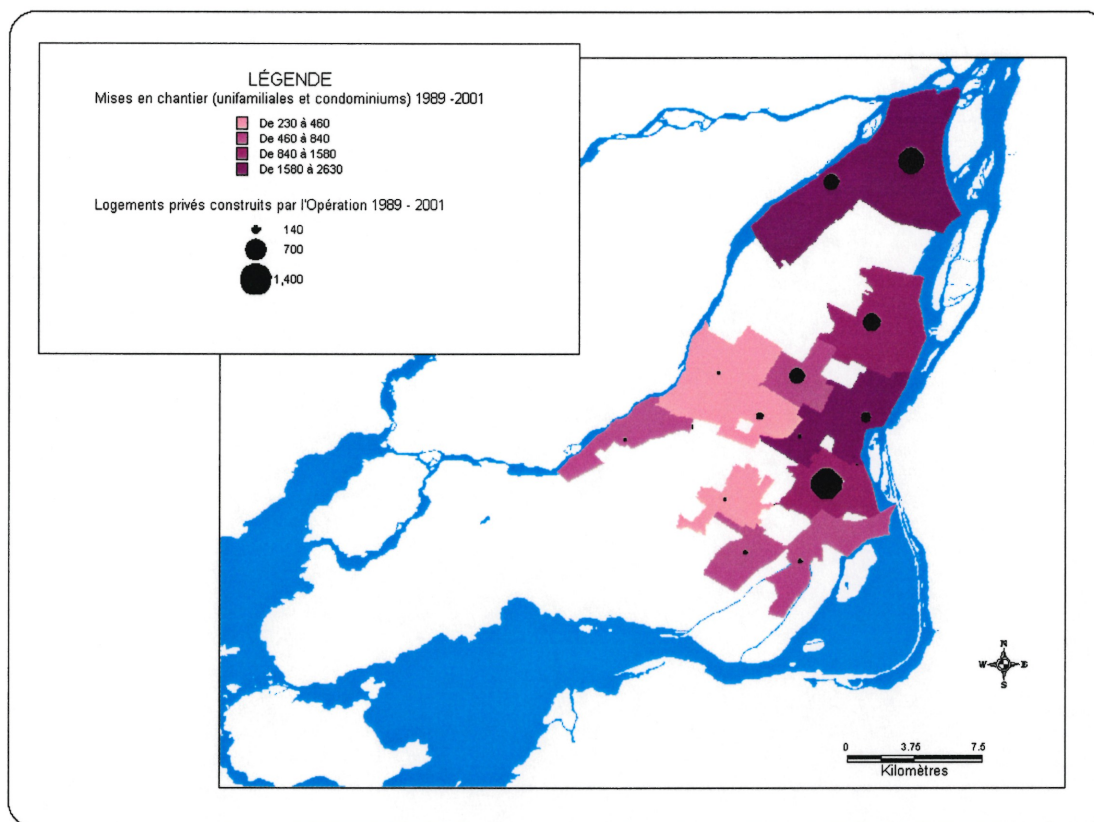 LÉGENDE
Mises en chantier (unifamiliales et condominiums) 1989 -2001
De 230 à 460
De 460 à 840
De 840 à 1580
De 1580 à 2630
Logements privés construits par l'Opération 1989 - 2001
140
700
1,400
N
W E
S
0 3.75 7.5
Kilomètres